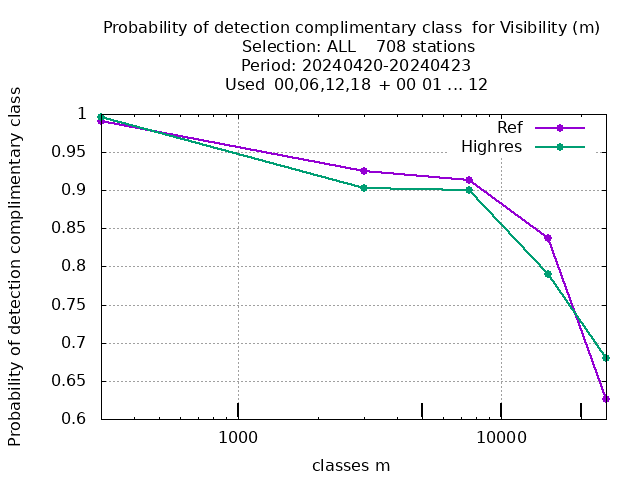 Probability of detection complimentary class  for Visibility (m)
Selection: ALL    708 stations
Period: 20240420-20240423
Used  00,06,12,18  + 00 01 ... 12
Probability of detection complimentary class
1
0.95
0.9
0.85
0.8
0.75
0.7
0.65
0.6
Ref
Highres
1000
10000
classes m